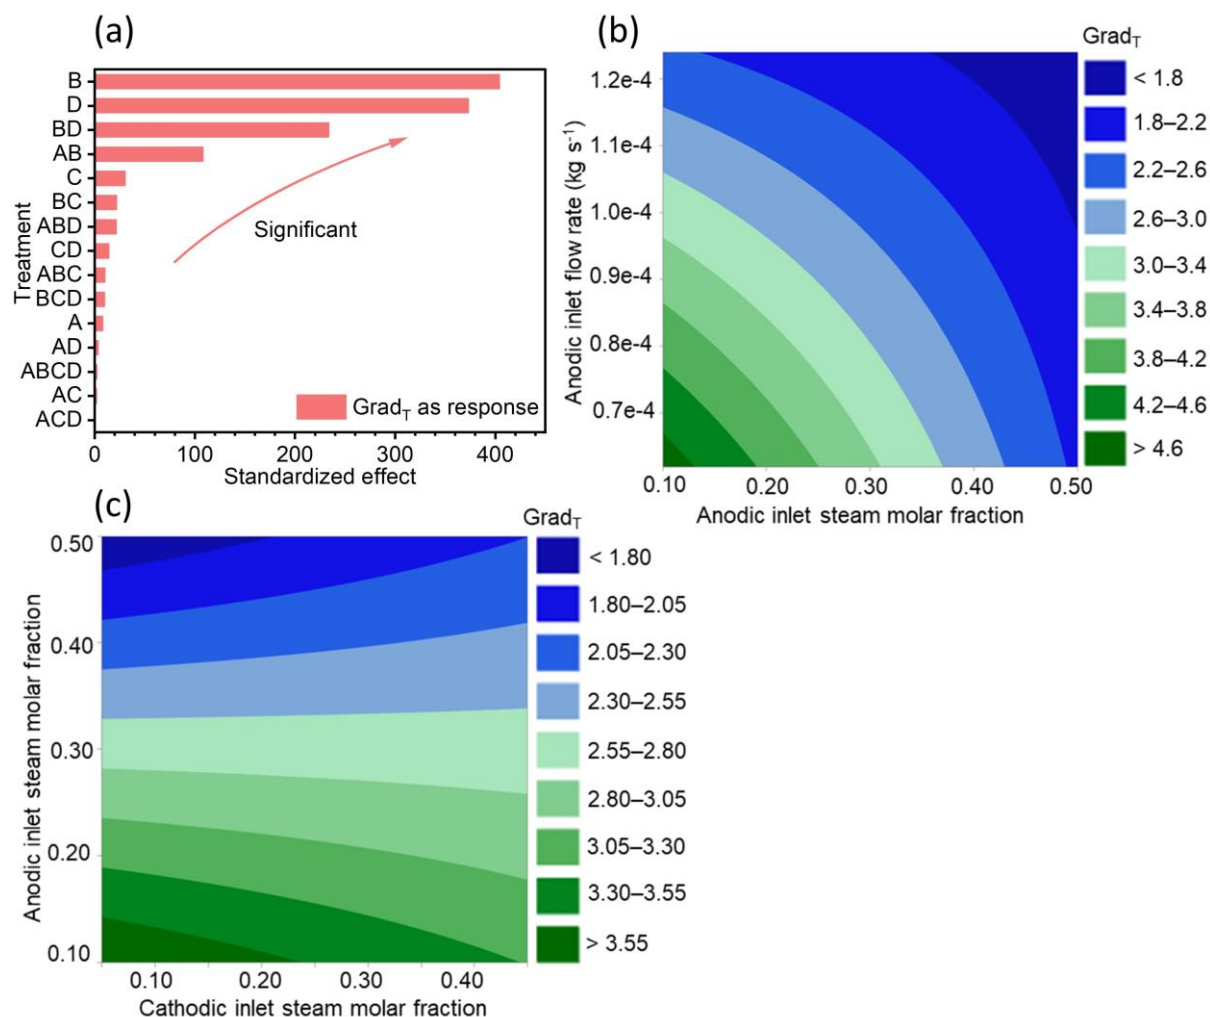 (a)
Treatment
B
D
BD
AB
C
BC
ABD
CD
ABC
BCD
A
AD
ABCD
AC
ACD
Significant
Grad_T as response
0 100 200 300 400
Standardized effect
(b)
Grad_T
< 1.8
1.8–2.2
2.2–2.6
2.6–3.0
3.0–3.4
3.4–3.8
3.8–4.2
4.2–4.6
> 4.6
Anodic inlet flow rate (kg s⁻¹)
1.2e-4
1.1e-4
1.0e-4
0.9e-4
0.8e-4
0.7e-4
0.10 0.20 0.30 0.40 0.50
Anodic inlet steam molar fraction
(c)
Grad_T
< 1.80
1.80–2.05
2.05–2.30
2.30–2.55
2.55–2.80
2.80–3.05
3.05–3.30
3.30–3.55
> 3.55
Anodic inlet steam molar fraction
0.50
0.40
0.30
0.20
0.10
0.10 0.20 0.30 0.40
Cathodic inlet steam molar fraction